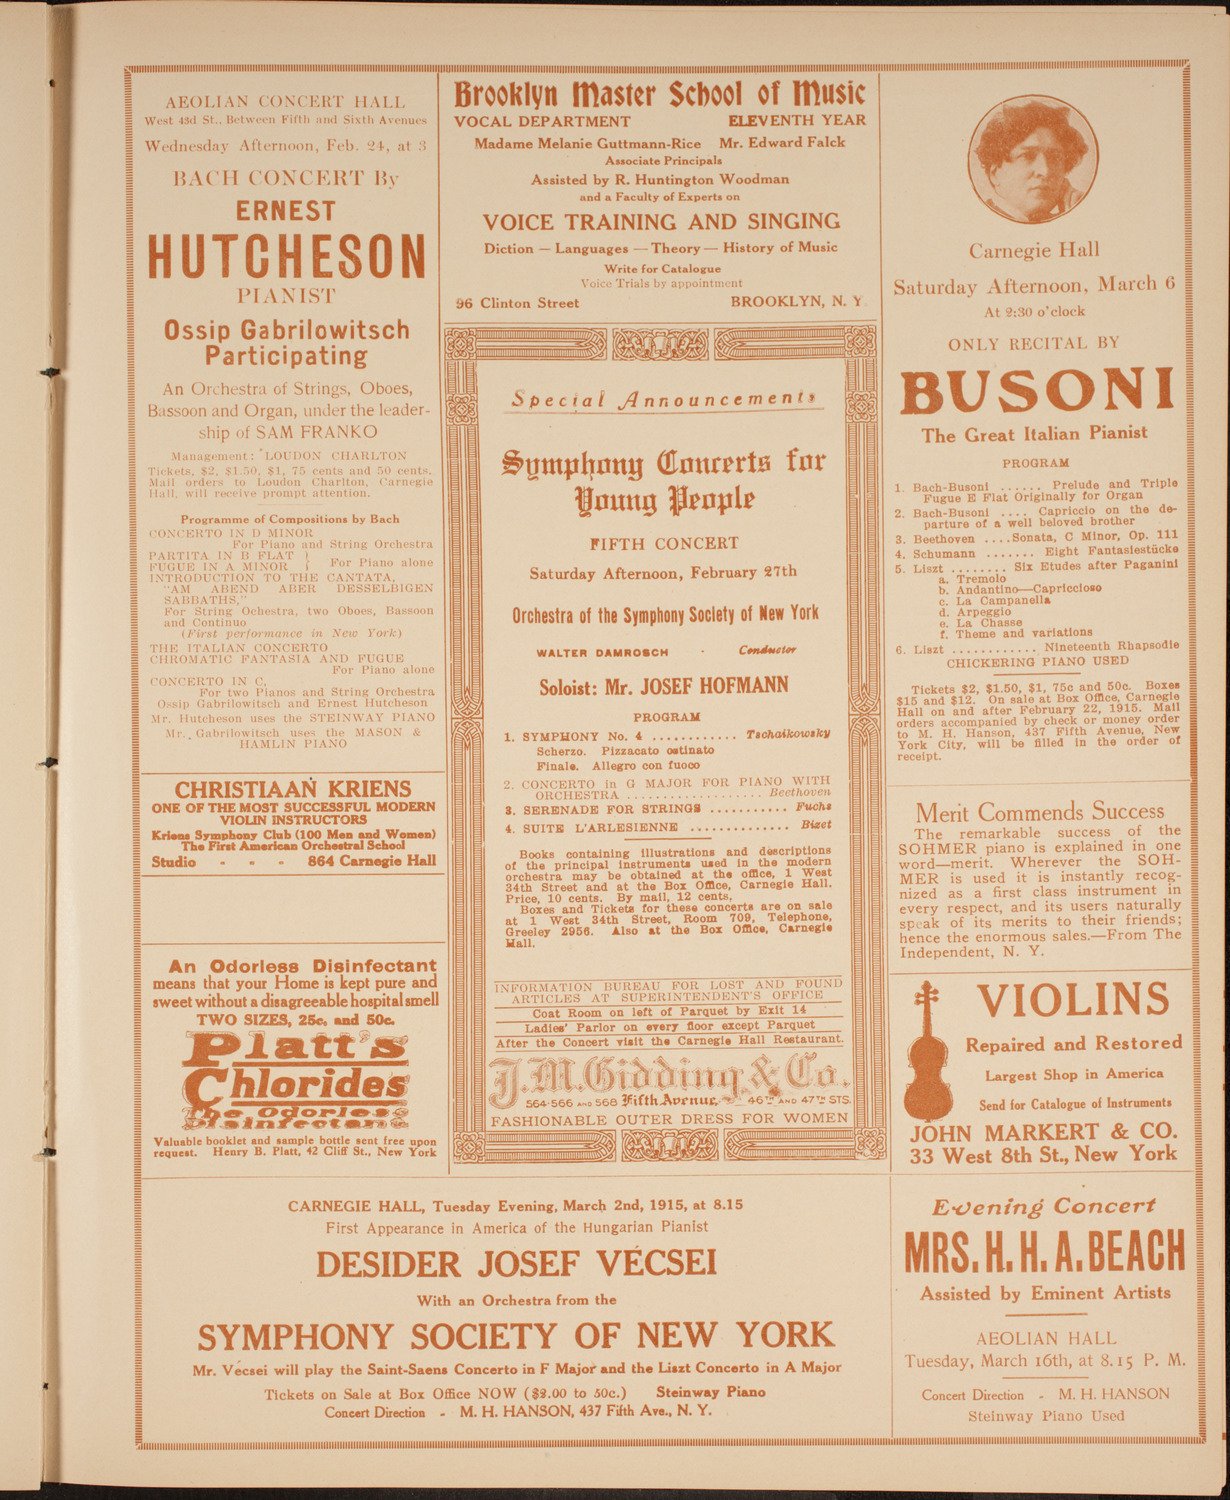 AEOLIAN CONCERT HALL
West 43d St., Between Fifth and Sixth Avenues
Wednesday Afternoon, Feb. 24, at 3
BACH CONCERT By
ERNEST
HUTCHESON
PIANIST
Ossip Gabrilowitsch
Participating
An Orchestra of Strings, Oboes,
Bassoon and Organ, under the leader-
ship of SAM FRANKO
Management: LOUDON CHARLTON
Tickets, $2, $1.50, $1, 75 cents and 50 cents.
Mail orders to Loudon Charlton, Carnegie
Hall, will receive prompt attention.
Programme of Compositions by Bach
CONCERTO IN D MINOR
For Piano and String Orchestra
PARTITA IN B FLAT }
FUGUE IN A MINOR } For Piano alone
INTRODUCTION TO THE CANTATA,
"AM ABEND ABER DESSELBIGEN
SABBATHS,"
For String Ochestra, two Oboes, Bassoon
and Continuo
(First performance in New York)
THE ITALIAN CONCERTO
CHROMATIC FANTASIA AND FUGUE
For Piano alone
CONCERTO IN C,
For two Pianos and String Orchestra
Ossip Gabrilowitsch and Ernest Hutcheson
Mr. Hutcheson uses the STEINWAY PIANO
Mr. Gabrilowitsch uses the MASON &
HAMLIN PIANO
CHRISTIAAN KRIENS
ONE OF THE MOST SUCCESSFUL MODERN
VIOLIN INSTRUCTORS
Kriens Symphony Club (100 Men and Women)
The First American Orchestral School
Studio - - - 864 Carnegie Hall
An Odorless Disinfectant
means that your Home is kept pure and
sweet without a disagreeable hospital smell
TWO SIZES, 25c, and 50c.
Platt's
Chlorides
The Odorless
Disinfectant
Valuable booklet and sample bottle sent free upon
request. Henry B. Platt, 42 Cliff St., New York
Brooklyn Master School of Music
VOCAL DEPARTMENT ELEVENTH YEAR
Madame Melanie Guttmann-Rice Mr. Edward Falck
Associate Principals
Assisted by R. Huntington Woodman
and a Faculty of Experts on
VOICE TRAINING AND SINGING
Diction — Languages — Theory — History of Music
Write for Catalogue
Voice Trials by appointment
96 Clinton Street BROOKLYN, N. Y.
Special Announcements
Symphony Concerts for
Young People
FIFTH CONCERT
Saturday Afternoon, February 27th
Orchestra of the Symphony Society of New York
WALTER DAMROSCH . Conductor
Soloist: Mr. JOSEF HOFMANN
PROGRAM
1. SYMPHONY No. 4 ............ Tschaikowsky
Scherzo. Pizzacato ostinato
Finale. Allegro con fuoco
2. CONCERTO in G MAJOR FOR PIANO WITH
ORCHESTRA .................... Beethoven
3. SERENADE FOR STRINGS ........... Fuchs
4. SUITE L'ARLESIENNE .............. Bizet
Books containing illustrations and descriptions
of the principal instruments used in the modern
orchestra may be obtained at the office, 1 West
34th Street and at the Box Office, Carnegie Hall.
Price, 10 cents. By mail, 12 cents.
Boxes and Tickets for these concerts are on sale
at 1 West 34th Street, Room 709, Telephone,
Greeley 2956. Also at the Box Office, Carnegie
Hall.
INFORMATION BUREAU FOR LOST AND FOUND
ARTICLES AT SUPERINTENDENT'S OFFICE
Coat Room on left of Parquet by Exit 14
Ladies' Parlor on every floor except Parquet
After the Concert visit the Carnegie Hall Restaurant.
J. M. Gidding & Co.
564-566 AND 568 Fifth Avenue, 46TH AND 47TH STS.
FASHIONABLE OUTER DRESS FOR WOMEN
Carnegie Hall
Saturday Afternoon, March 6
At 2:30 o'clock
ONLY RECITAL BY
BUSONI
The Great Italian Pianist
PROGRAM
1. Bach-Busoni ...... Prelude and Triple
Fugue E Flat Originally for Organ
2. Bach-Busoni .... Capriccio on the de-
parture of a well beloved brother
3. Beethoven ....Sonata, C Minor, Op. 111
4. Schumann ....... Eight Fantasiestücke
5. Liszt ........ Six Etudes after Paganini
a. Tremolo
b. Andantino—Capriccioso
c. La Campanella
d. Arpeggio
e. La Chasse
f. Theme and variations
6. Liszt ............ Nineteenth Rhapsodie
CHICKERING PIANO USED
Tickets $2, $1.50, $1, 75c and 50c. Boxes
$15 and $12. On sale at Box Office, Carnegie
Hall on and after February 22, 1915. Mail
orders accompanied by check or money order
to M. H. Hanson, 437 Fifth Avenue, New
York City, will be filled in the order of
receipt.
Merit Commends Success
The remarkable success of the
SOHMER piano is explained in one
word—merit. Wherever the SOH-
MER is used it is instantly recog-
nized as a first class instrument in
every respect, and its users naturally
speak of its merits to their friends;
hence the enormous sales.—From The
Independent, N. Y.
VIOLINS
Repaired and Restored
Largest Shop in America
Send for Catalogue of Instruments
JOHN MARKERT & CO.
33 West 8th St., New York
CARNEGIE HALL, Tuesday Evening, March 2nd, 1915, at 8.15
First Appearance in America of the Hungarian Pianist
DESIDER JOSEF VÉCSEI
With an Orchestra from the
SYMPHONY SOCIETY OF NEW YORK
Mr. Vécsei will play the Saint-Saens Concerto in F Major and the Liszt Concerto in A Major
Tickets on Sale at Box Office NOW ($2.00 to 50c.) Steinway Piano
Concert Direction - M. H. HANSON, 437 Fifth Ave., N. Y.
Evening Concert
MRS. H. H. A. BEACH
Assisted by Eminent Artists
AEOLIAN HALL
Tuesday, March 16th, at 8.15 P. M.
Concert Direction - M. H. HANSON
Steinway Piano Used